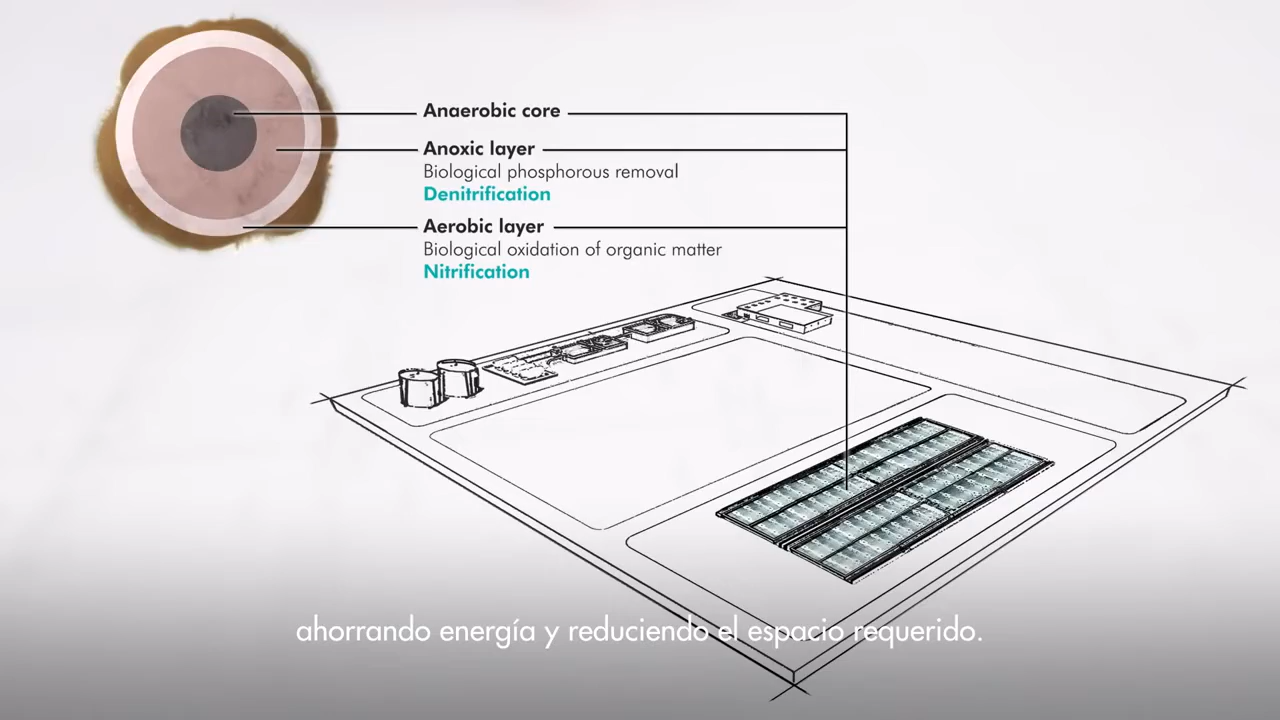 Anaerobic core
Anoxic layer
Biological phosphorous removal
Denitrification
Aerobic layer
Biological oxidation of organic matter
Nitrification
ahorrando energía y reduciendo el espacio requerido.